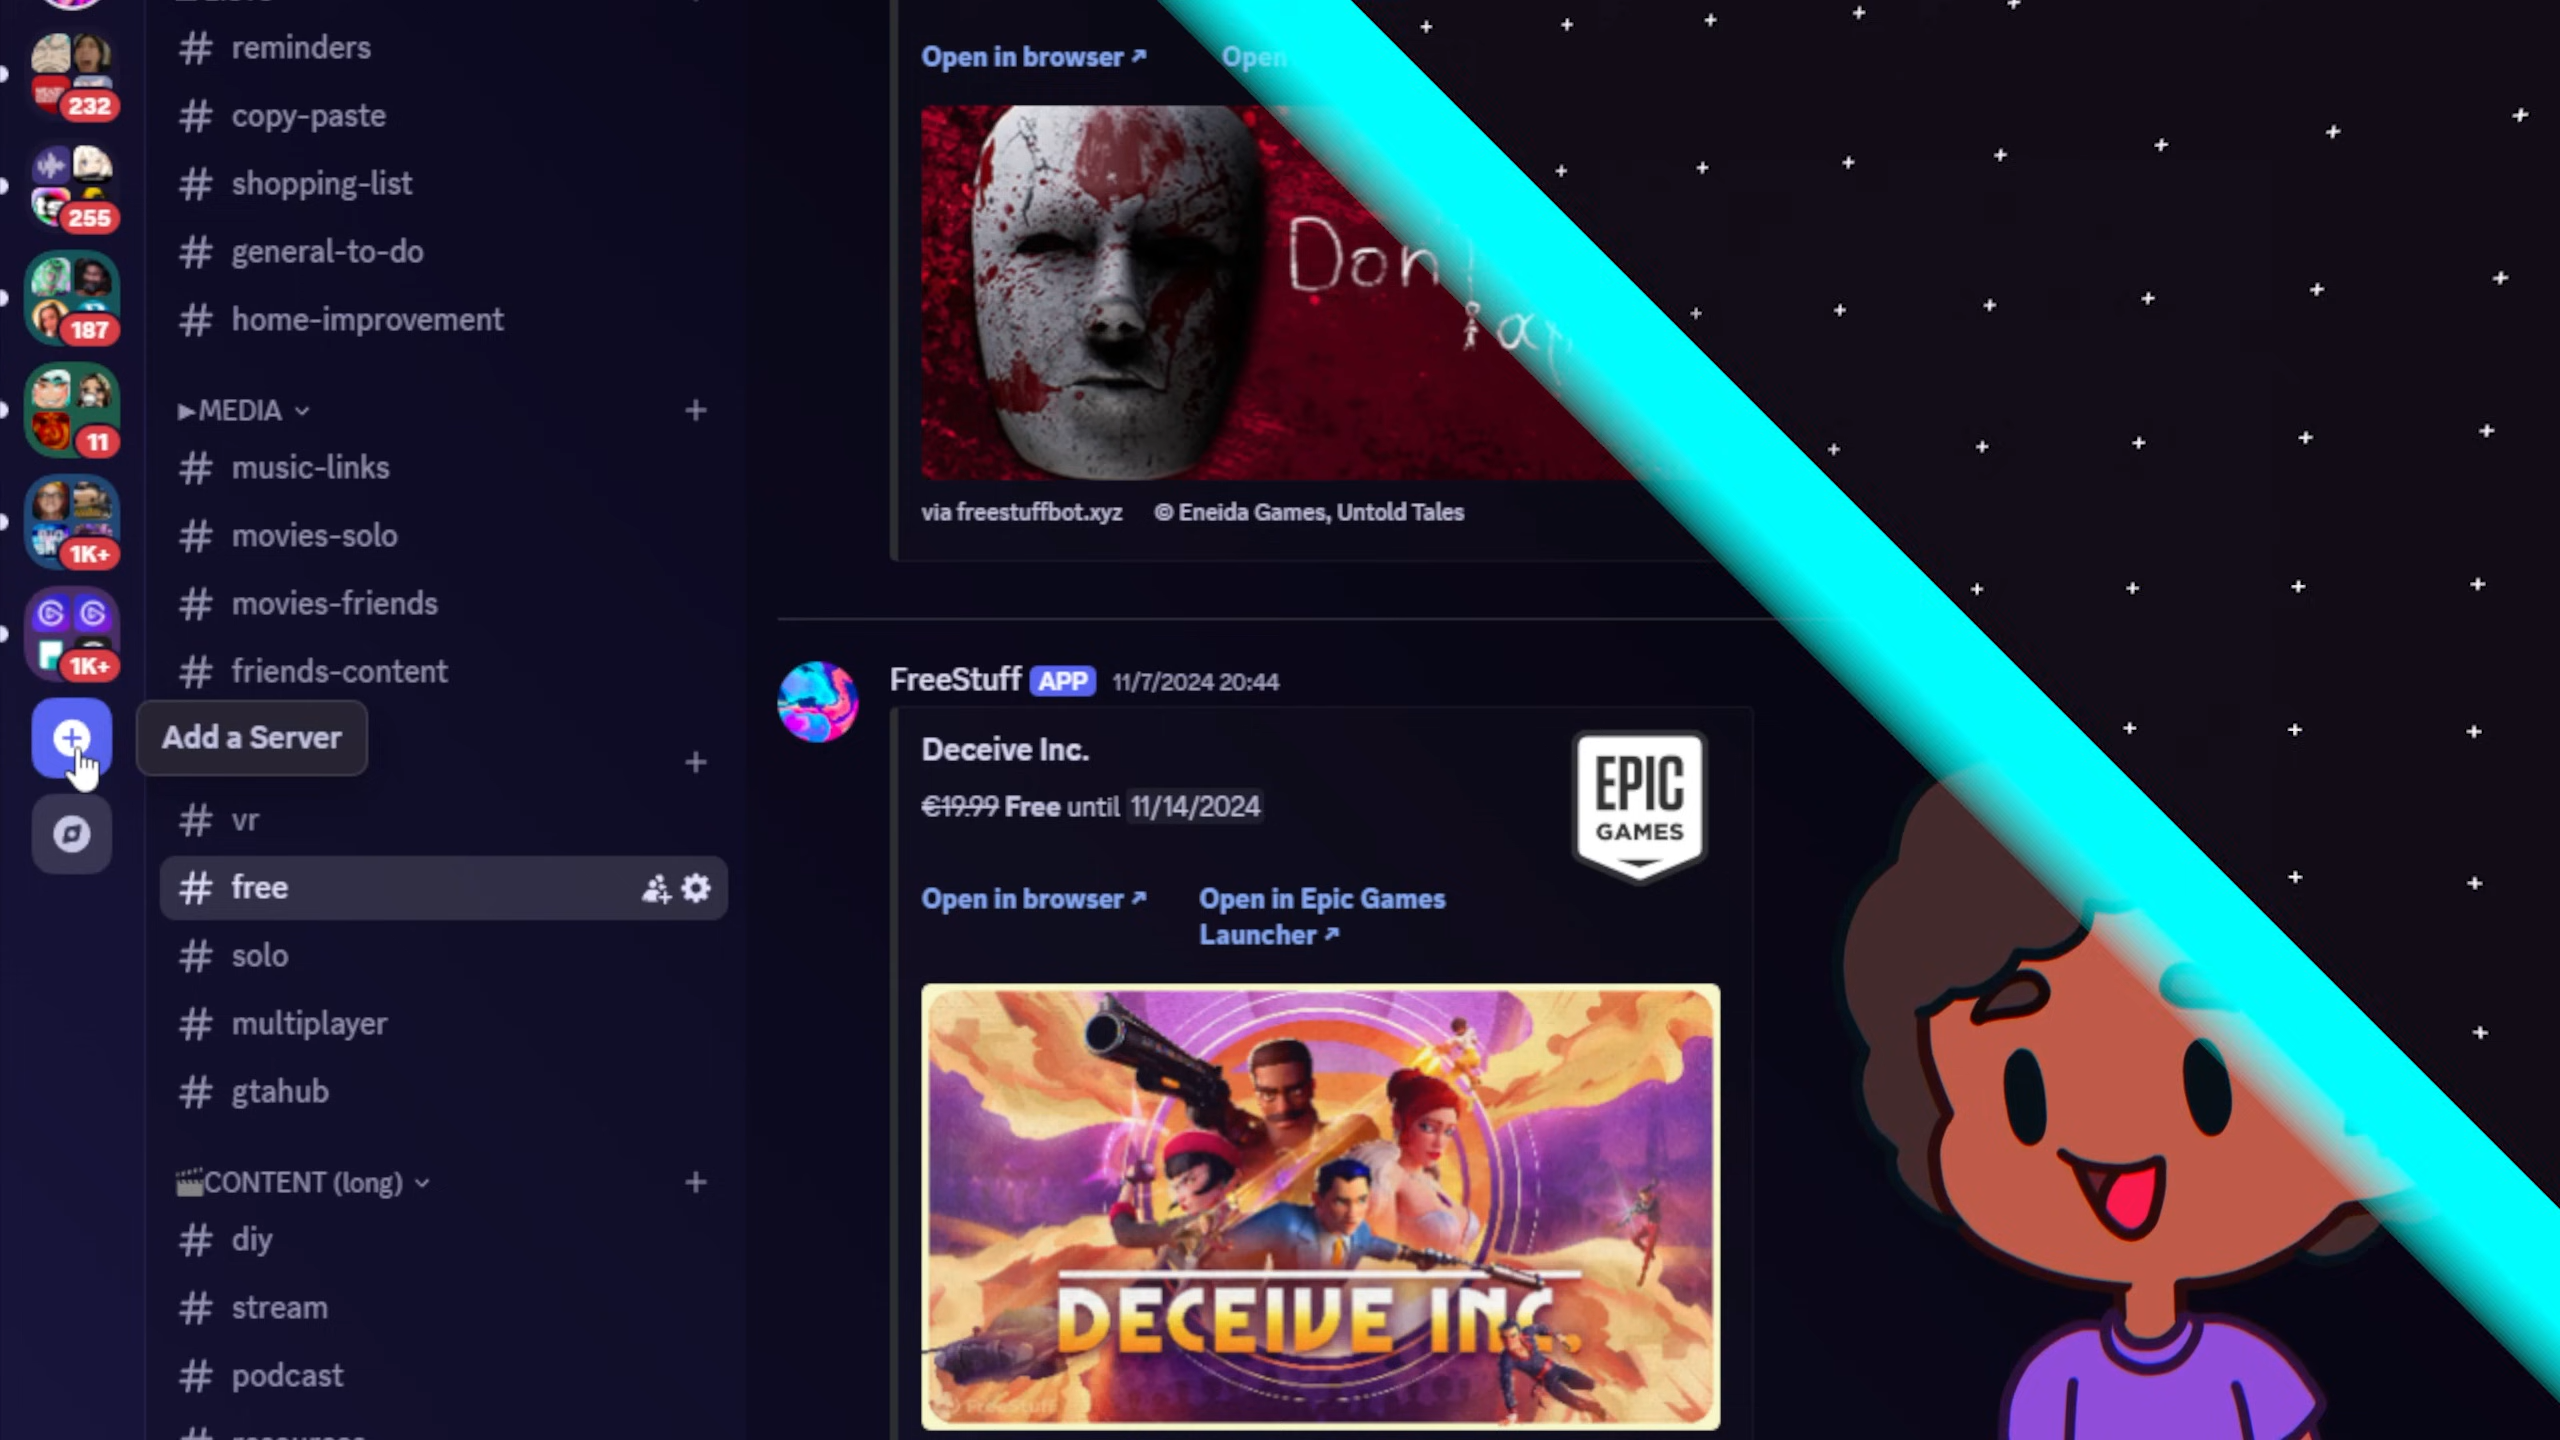 232
255
187
11
1K+
1K+
Add a Server
reminders
copy-paste
shopping-list
general-to-do
home-improvement
MEDIA
music-links
movies-solo
movies-friends
friends-content
vr
free
solo
multiplayer
gtahub
CONTENT (long)
diy
stream
podcast
Open in browser
Open
via freestuffbot.xyz
© Eneida Games, Untold Tales
FreeStuff APP 11/7/2024 20:44
Deceive Inc.
€19.99 Free until 11/14/2024
EPIC
GAMES
Open in browser
Open in Epic Games
Launcher
DECEIVE INC.
FreeStuff